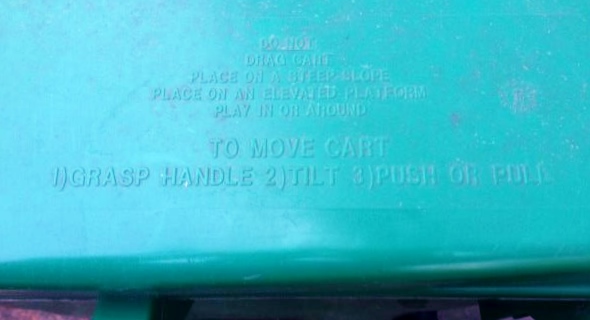 DO NOT
DRAG CART
PLACE ON A STEEP SLOPE
PLACE ON AN ELEVATED PLATFORM
PLAY IN OR AROUND
TO MOVE CART
1)GRASP HANDLE 2)TILT 3)PUSH OR PULL